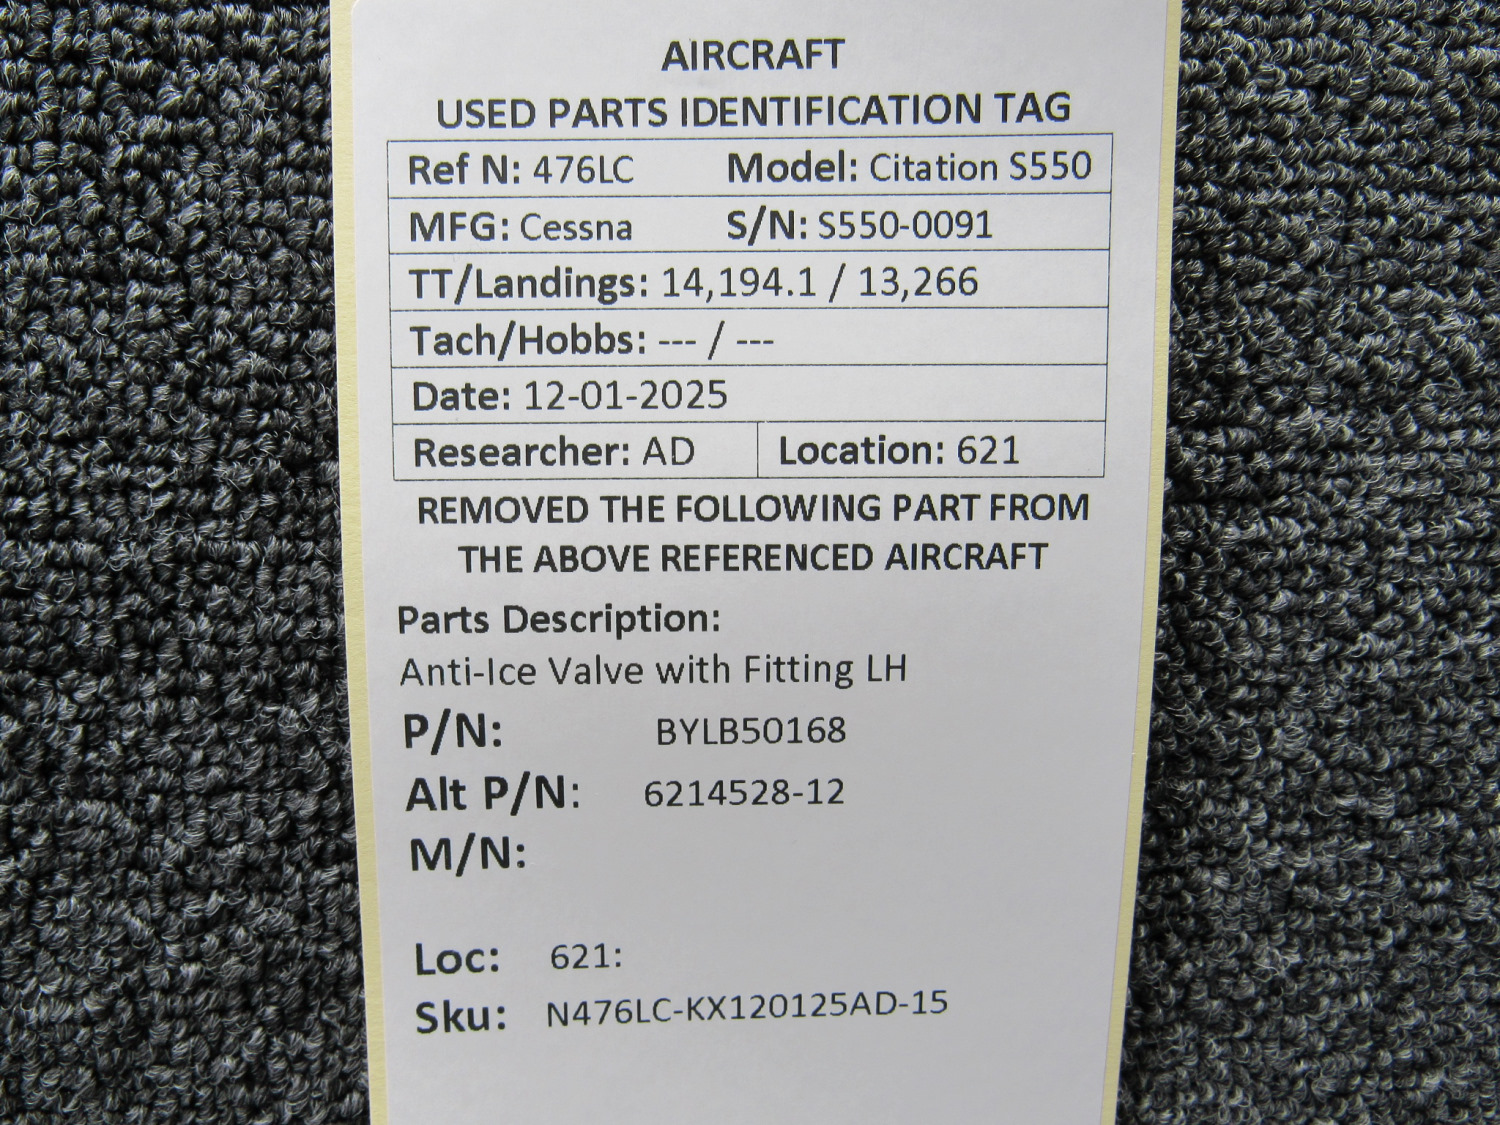 AIRCRAFT
USED PARTS IDENTIFICATION TAG
Ref N: 476LC Model: Citation S550
MFG: Cessna S/N: S550-0091
TT/Landings: 14,194.1 / 13,266
Tach/Hobbs: --- / ---
Date: 12-01-2025
Researcher: AD Location: 621
REMOVED THE FOLLOWING PART FROM
THE ABOVE REFERENCED AIRCRAFT
Parts Description:
Anti-Ice Valve with Fitting LH
P/N: BYLB50168
Alt P/N: 6214528-12
M/N:
Loc: 621:
Sku: N476LC-KX120125AD-15